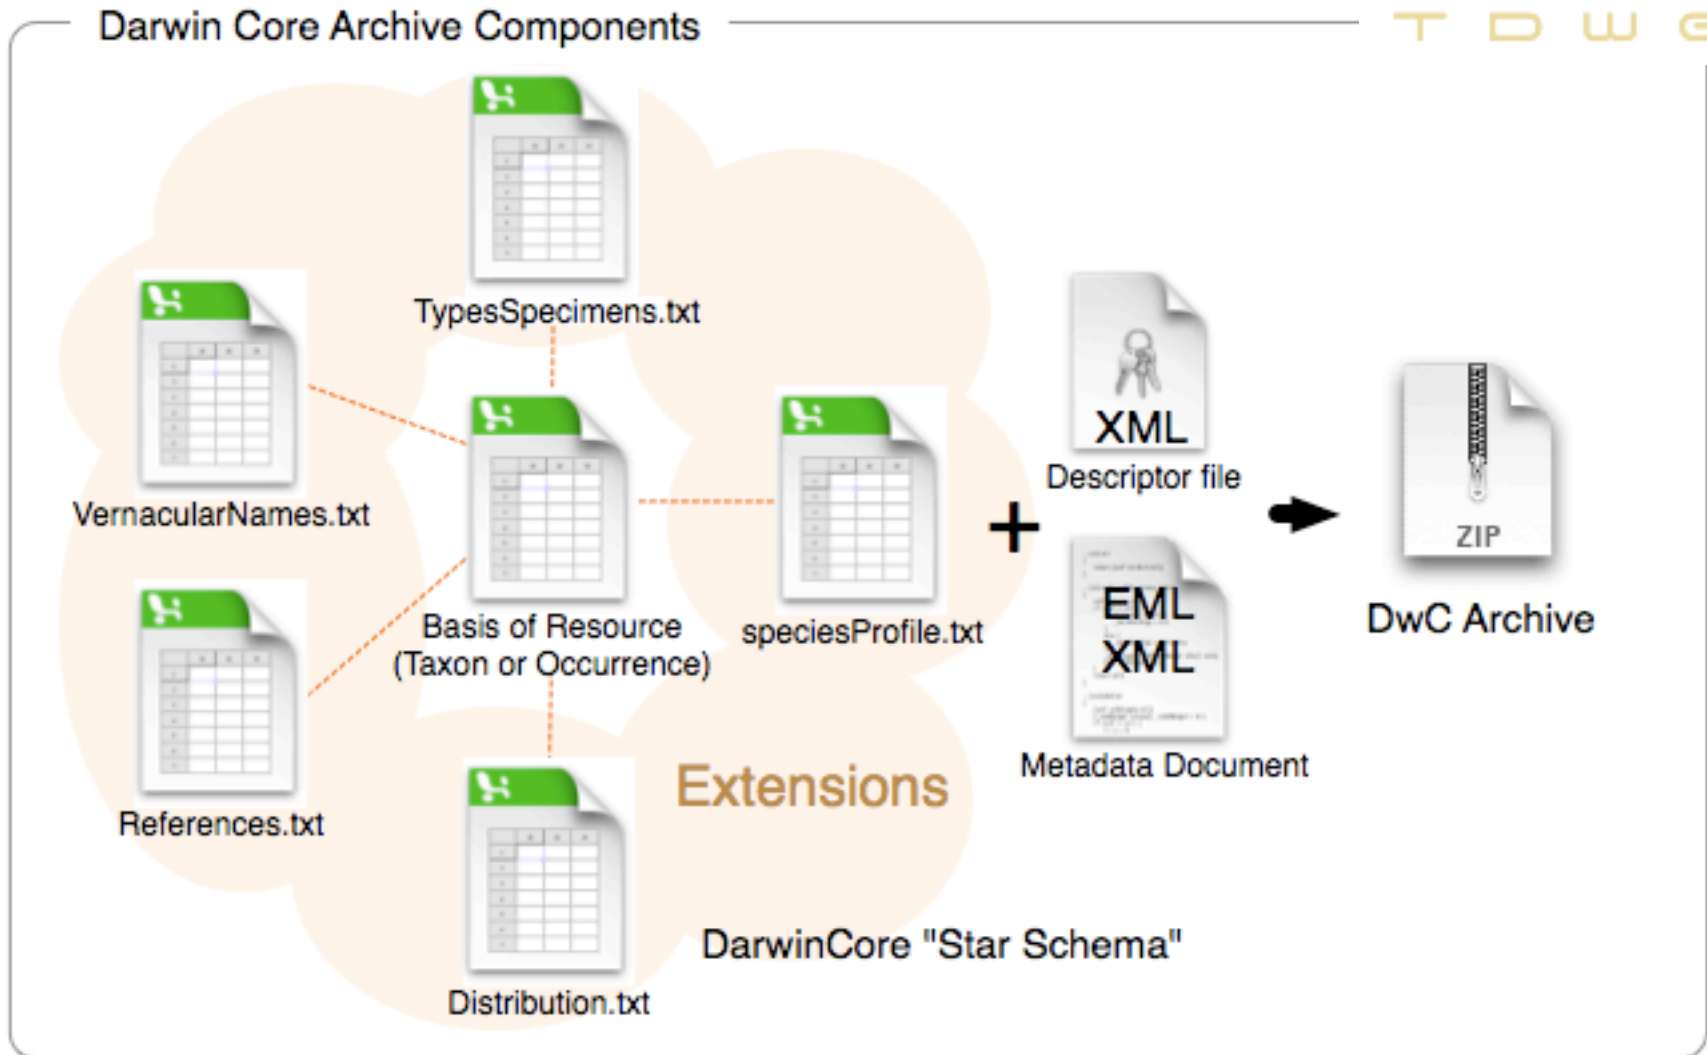 Darwin Core Archive Components
T D W G
TypesSpecimens.txt
VernacularNames.txt
XML
Descriptor file
ZIP
DwC Archive
Basis of Resource
(Taxon or Occurrence)
speciesProfile.txt
+
EML
XML
Metadata Document
References.txt
Extensions
DarwinCore "Star Schema"
Distribution.txt